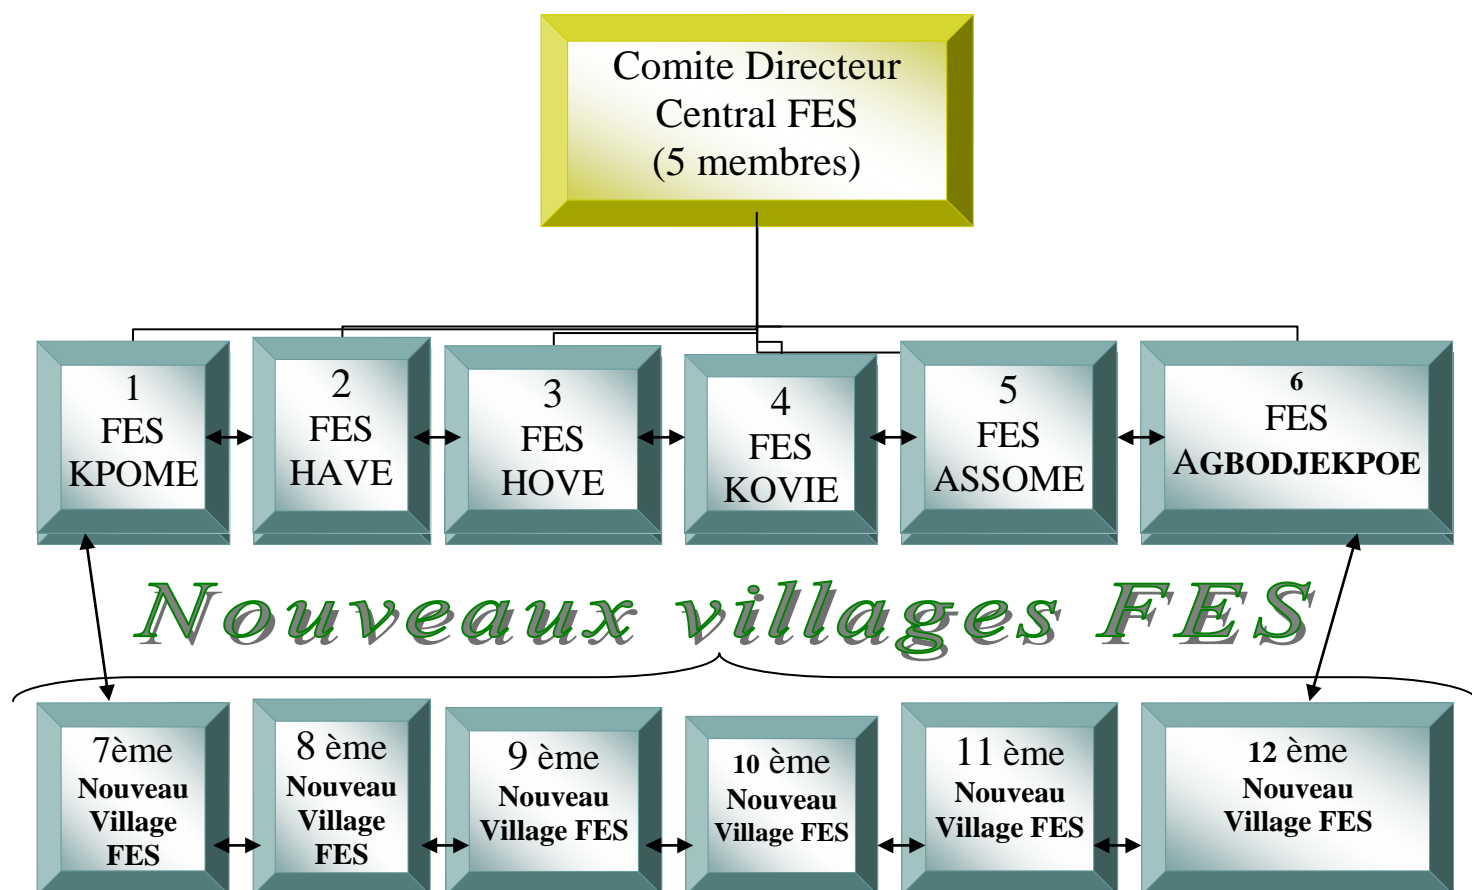 Comite Directeur
Central FES
(5 membres)
1
FES
KPOME
2
FES
HAVE
3
FES
HOVE
4
FES
KOVIE
5
FES
ASSOME
6
FES
AGBODJEKPOE
Nouveaux villages FES
7ème
Nouveau
Village
FES
8 ème
Nouveau
Village
FES
9 ème
Nouveau
Village FES
10 ème
Nouveau
Village FES
11 ème
Nouveau
Village FES
12 ème
Nouveau
Village FES